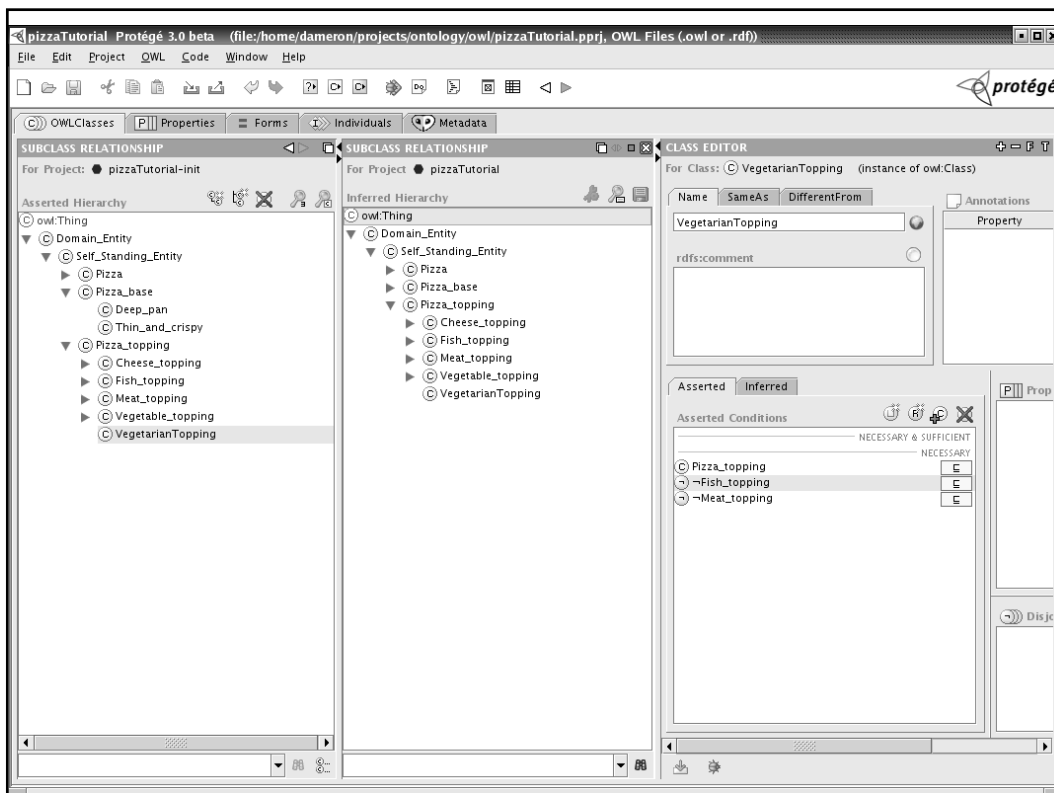 pizzaTutorial Protégé 3.0 beta (file:/home/dameron/projects/ontology/owl/pizzaTutorial.pprj, OWL Files (.owl or .rdf))
File Edit Project OWL Code Window Help
protégé
OWLClasses Properties Forms Individuals Metadata
SUBCLASS RELATIONSHIP
For Project: pizzaTutorial-init
Asserted Hierarchy
owl:Thing
Domain_Entity
Self_Standing_Entity
Pizza
Pizza_base
Deep_pan
Thin_and_crispy
Pizza_topping
Cheese_topping
Fish_topping
Meat_topping
Vegetable_topping
VegetarianTopping
SUBCLASS RELATIONSHIP
For Project pizzaTutorial
Inferred Hierarchy
owl:Thing
Domain_Entity
Self_Standing_Entity
Pizza
Pizza_base
Pizza_topping
Cheese_topping
Fish_topping
Meat_topping
Vegetable_topping
VegetarianTopping
CLASS EDITOR
For Class: VegetarianTopping (instance of owl:Class)
Name SameAs DifferentFrom
VegetarianTopping
rdfs:comment
Annotations
Property
Asserted Inferred
Asserted Conditions
NECESSARY & SUFFICIENT
NECESSARY
Pizza_topping ⊑
¬Fish_topping ⊑
¬Meat_topping ⊑
Prop
Disjo